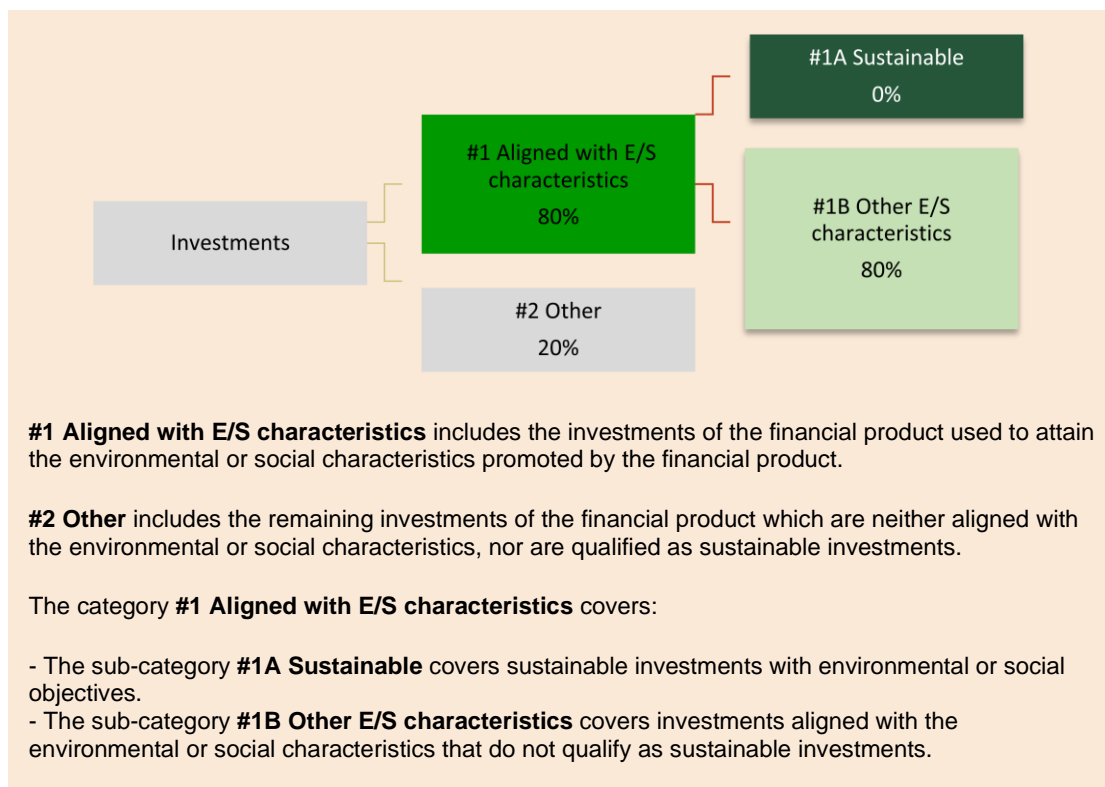 #1A Sustainable
0%
#1 Aligned with E/S
characteristics
80%
#1B Other E/S
characteristics
80%
Investments
#2 Other
20%
#1 Aligned with E/S characteristics includes the investments of the financial product used to attain
the environmental or social characteristics promoted by the financial product.
#2 Other includes the remaining investments of the financial product which are neither aligned with
the environmental or social characteristics, nor are qualified as sustainable investments.
The category #1 Aligned with E/S characteristics covers:
- The sub-category #1A Sustainable covers sustainable investments with environmental or social
objectives.
- The sub-category #1B Other E/S characteristics covers investments aligned with the
environmental or social characteristics that do not qualify as sustainable investments.